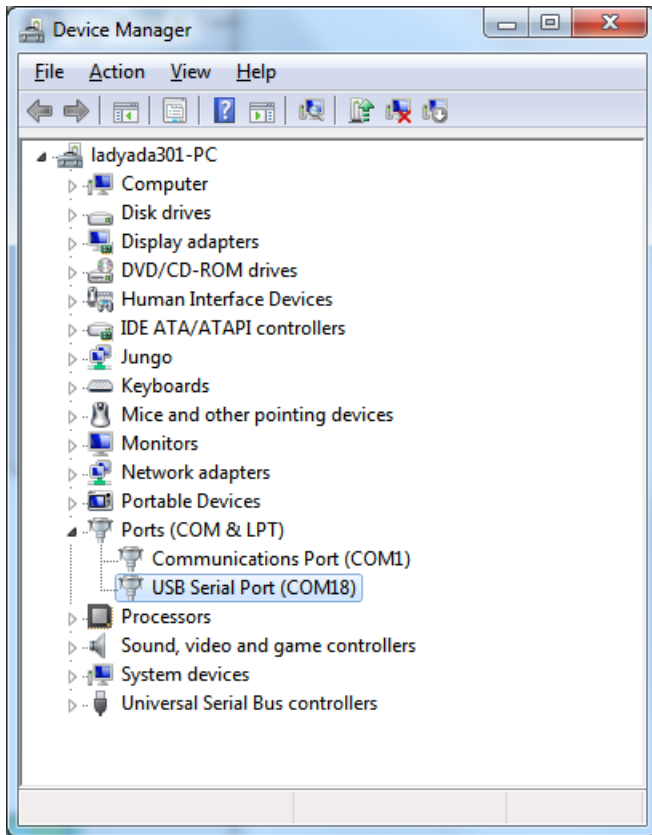 Device Manager
File Action View Help
ladyada301-PC
Computer
Disk drives
Display adapters
DVD/CD-ROM drives
Human Interface Devices
IDE ATA/ATAPI controllers
Jungo
Keyboards
Mice and other pointing devices
Monitors
Network adapters
Portable Devices
Ports (COM & LPT)
Communications Port (COM1)
USB Serial Port (COM18)
Processors
Sound, video and game controllers
System devices
Universal Serial Bus controllers